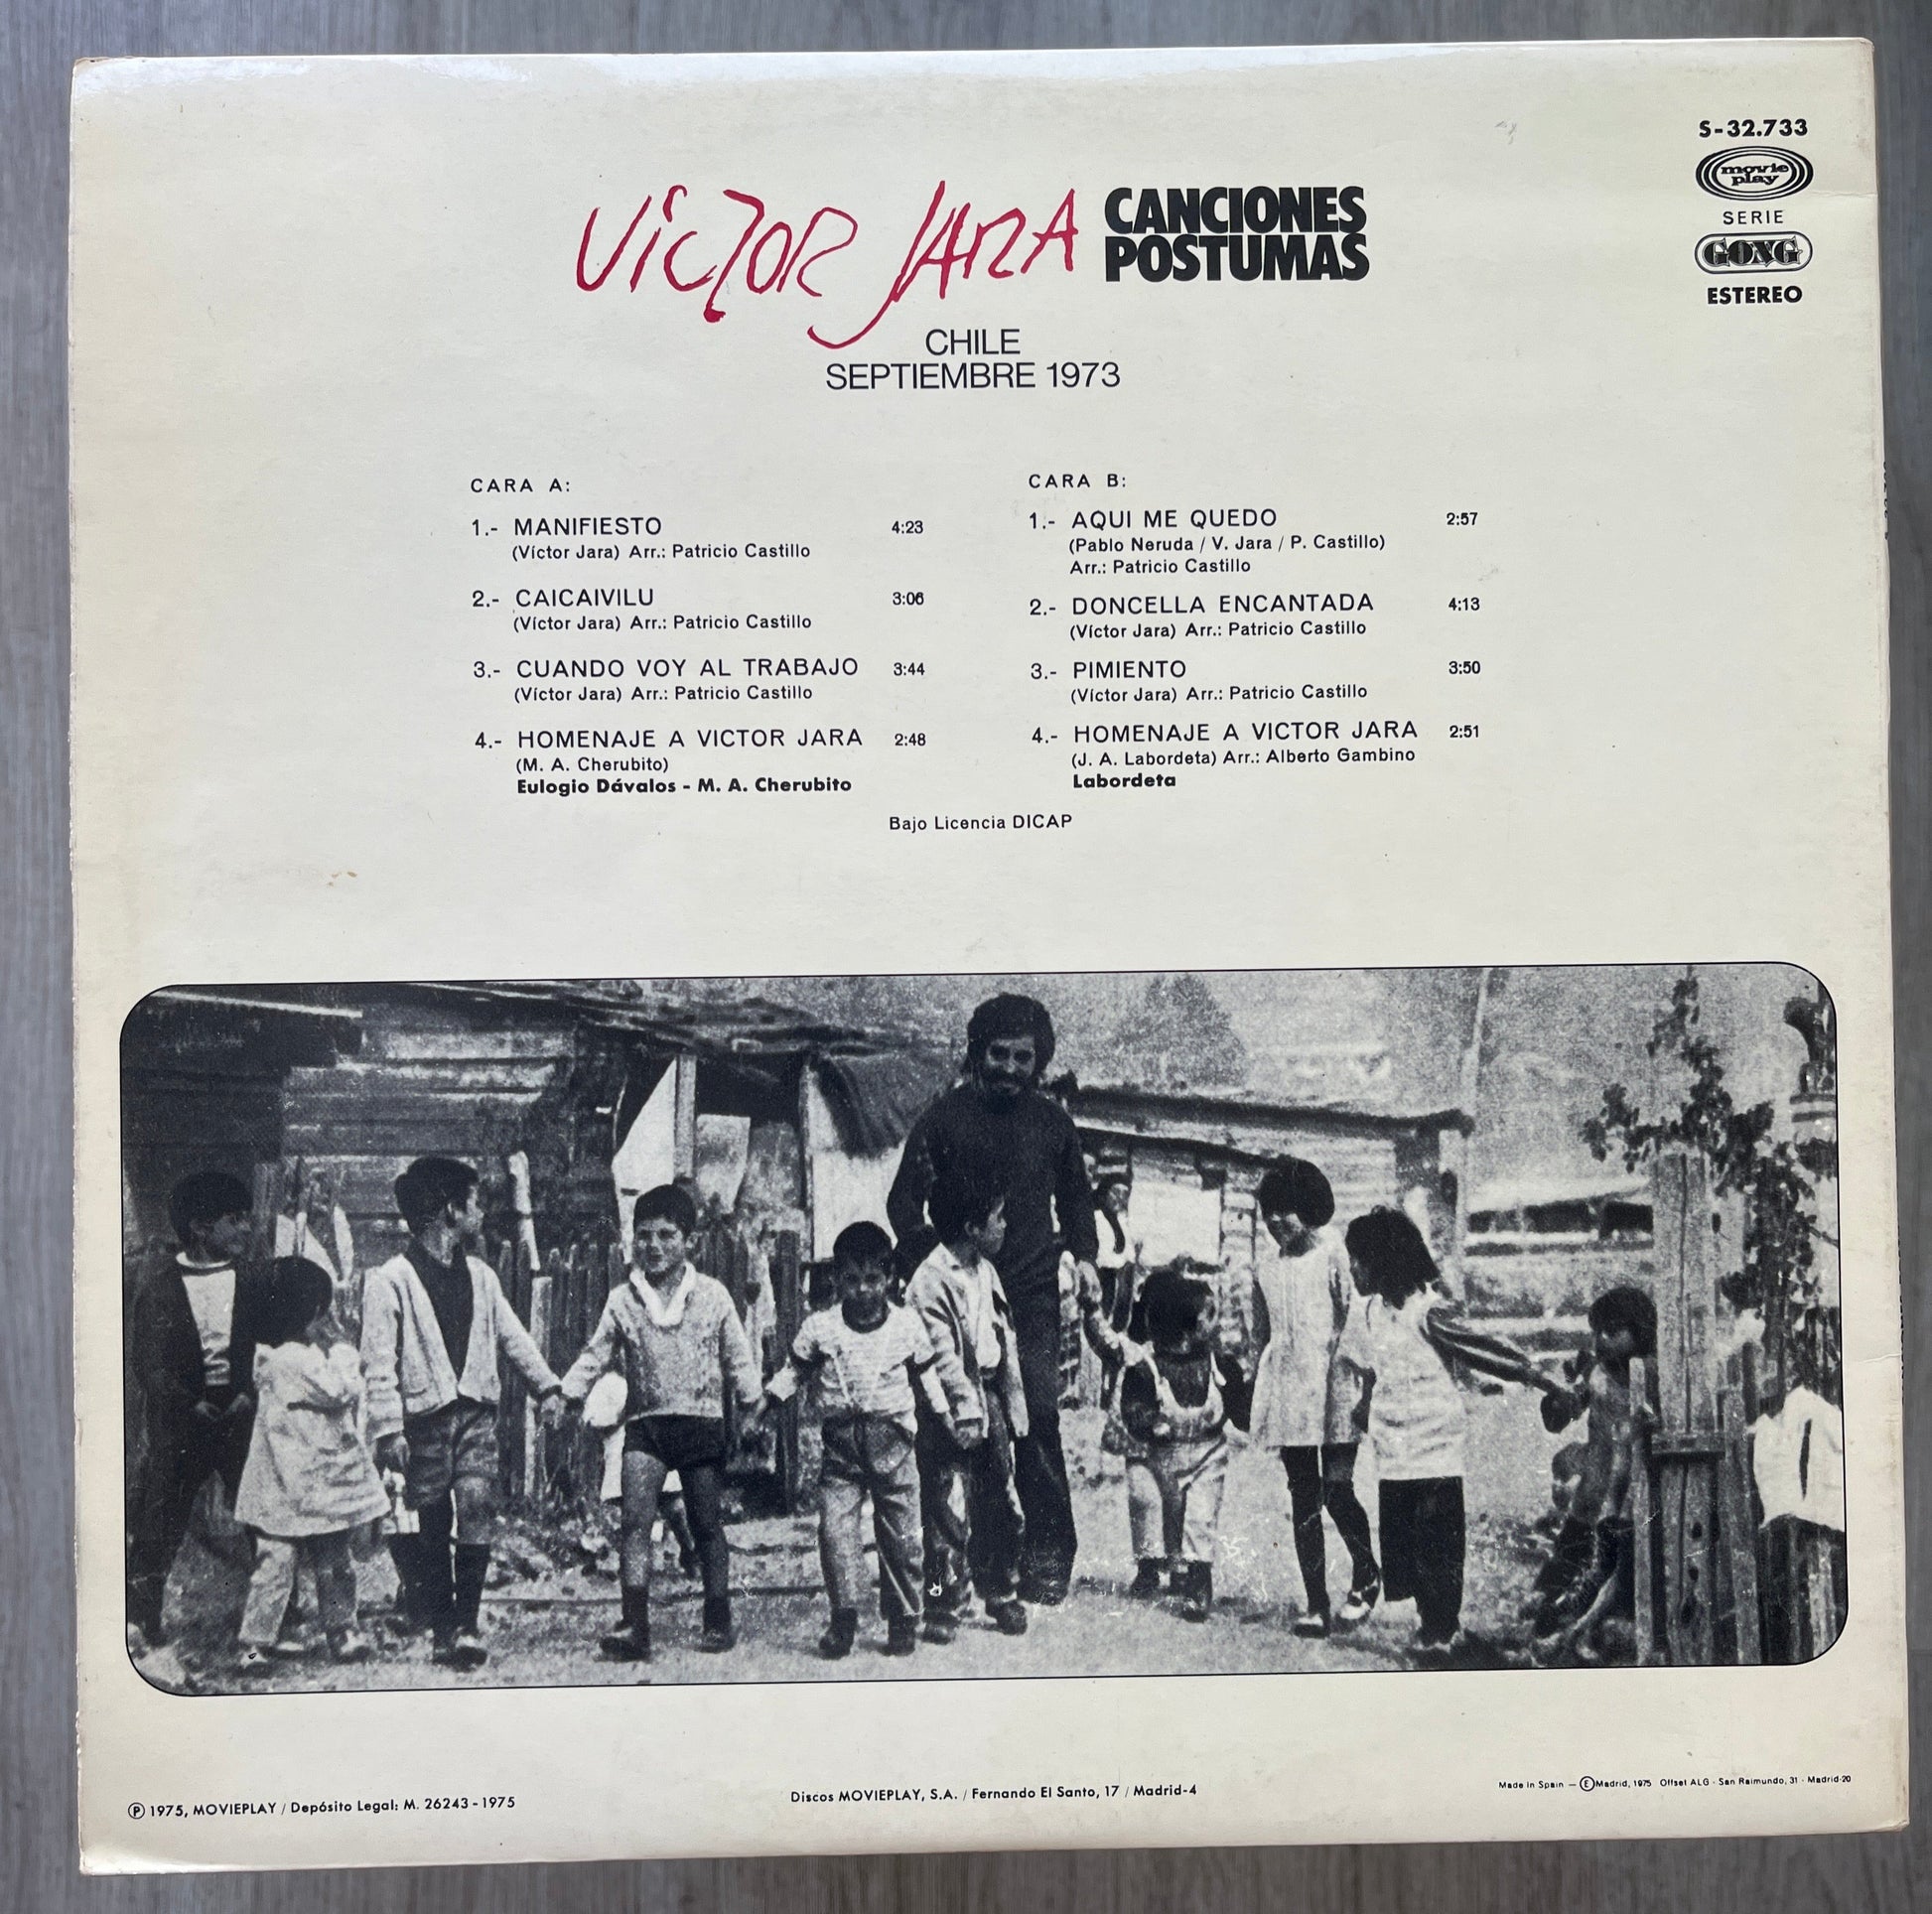 S-32.733
movie
play
SERIE
GONG
ESTEREO
Víctor Jara CANCIONES
POSTUMAS
CHILE
SEPTIEMBRE 1973
CARA A:
1.- MANIFIESTO 4:23
(Víctor Jara) Arr.: Patricio Castillo
2.- CAICAIVILU 3:06
(Víctor Jara) Arr.: Patricio Castillo
3.- CUANDO VOY AL TRABAJO 3:44
(Víctor Jara) Arr.: Patricio Castillo
4.- HOMENAJE A VICTOR JARA 2:48
(M. A. Cherubito)
Eulogio Dávalos - M. A. Cherubito
CARA B:
1.- AQUI ME QUEDO 2:57
(Pablo Neruda / V. Jara / P. Castillo)
Arr.: Patricio Castillo
2.- DONCELLA ENCANTADA 4:13
(Víctor Jara) Arr.: Patricio Castillo
3.- PIMIENTO 3:50
(Víctor Jara) Arr.: Patricio Castillo
4.- HOMENAJE A VICTOR JARA 2:51
(J. A. Labordeta) Arr.: Alberto Gambino
Labordeta
Bajo Licencia DICAP
Ⓟ 1975, MOVIEPLAY / Depósito Legal: M. 26243 - 1975
Discos MOVIEPLAY, S.A. / Fernando El Santo, 17 / Madrid-4
Made in Spain — Ⓔ Madrid, 1975 Offset ALG - San Raimundo, 31 - Madrid-20